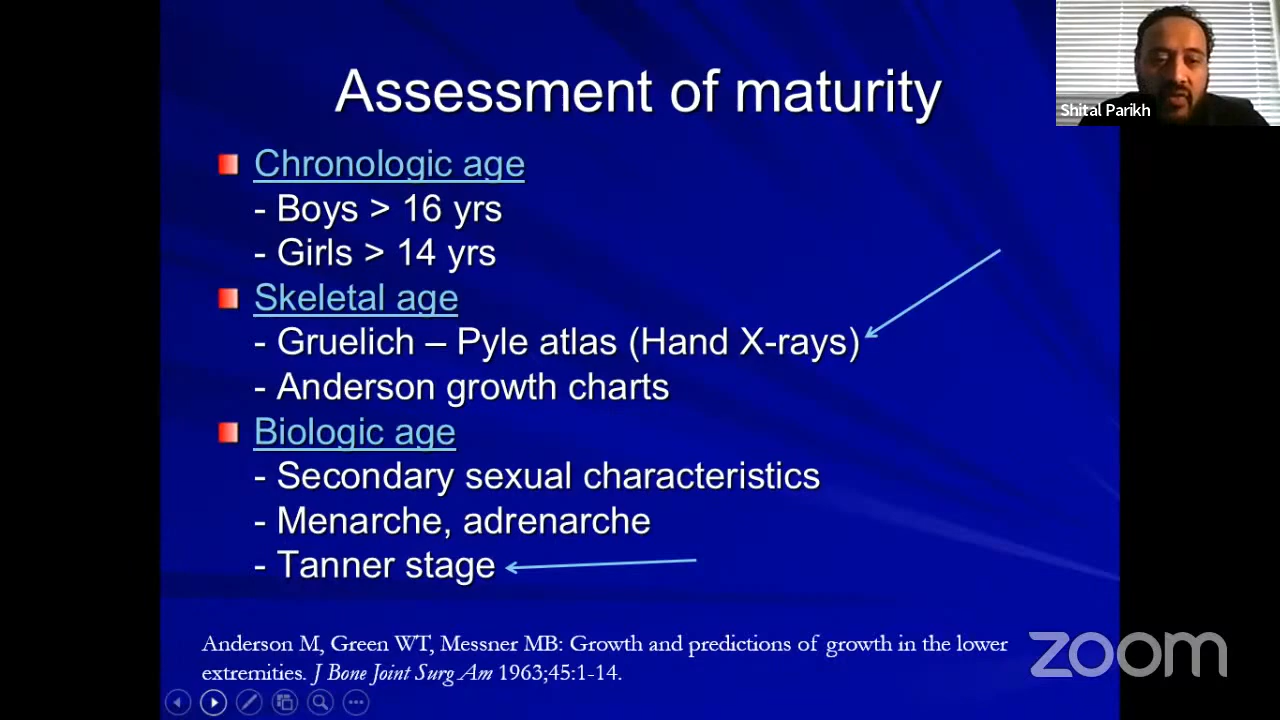 Assessment of maturity
Shital Parikh
Chronologic age
- Boys > 16 yrs
- Girls > 14 yrs
Skeletal age
- Gruelich – Pyle atlas (Hand X-rays)
- Anderson growth charts
Biologic age
- Secondary sexual characteristics
- Menarche, adrenarche
- Tanner stage
Anderson M, Green WT, Messner MB: Growth and predictions of growth in the lower
extremities. J Bone Joint Surg Am 1963;45:1-14.
zoom